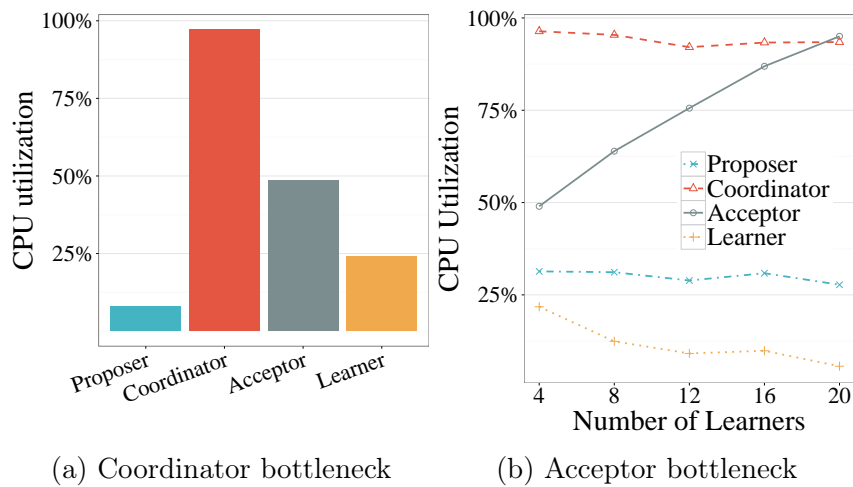 100%
75%
50%
25%
CPU utilization
Proposer
Coordinator
Acceptor
Learner
(a) Coordinator bottleneck
100%
75%
50%
25%
CPU Utilization
Proposer
Coordinator
Acceptor
Learner
4 8 12 16 20
Number of Learners
(b) Acceptor bottleneck